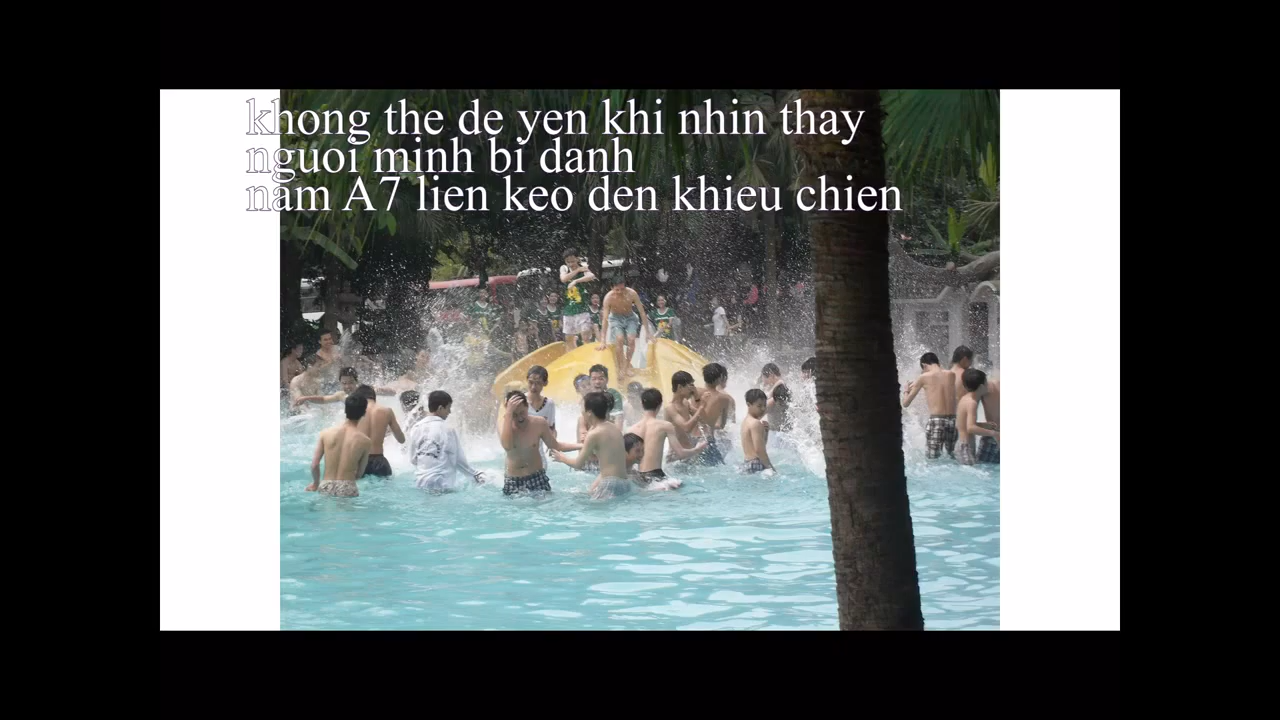 khong the de yen khi nhin thay
nguoi minh bi danh
nam A7 lien keo den khieu chien